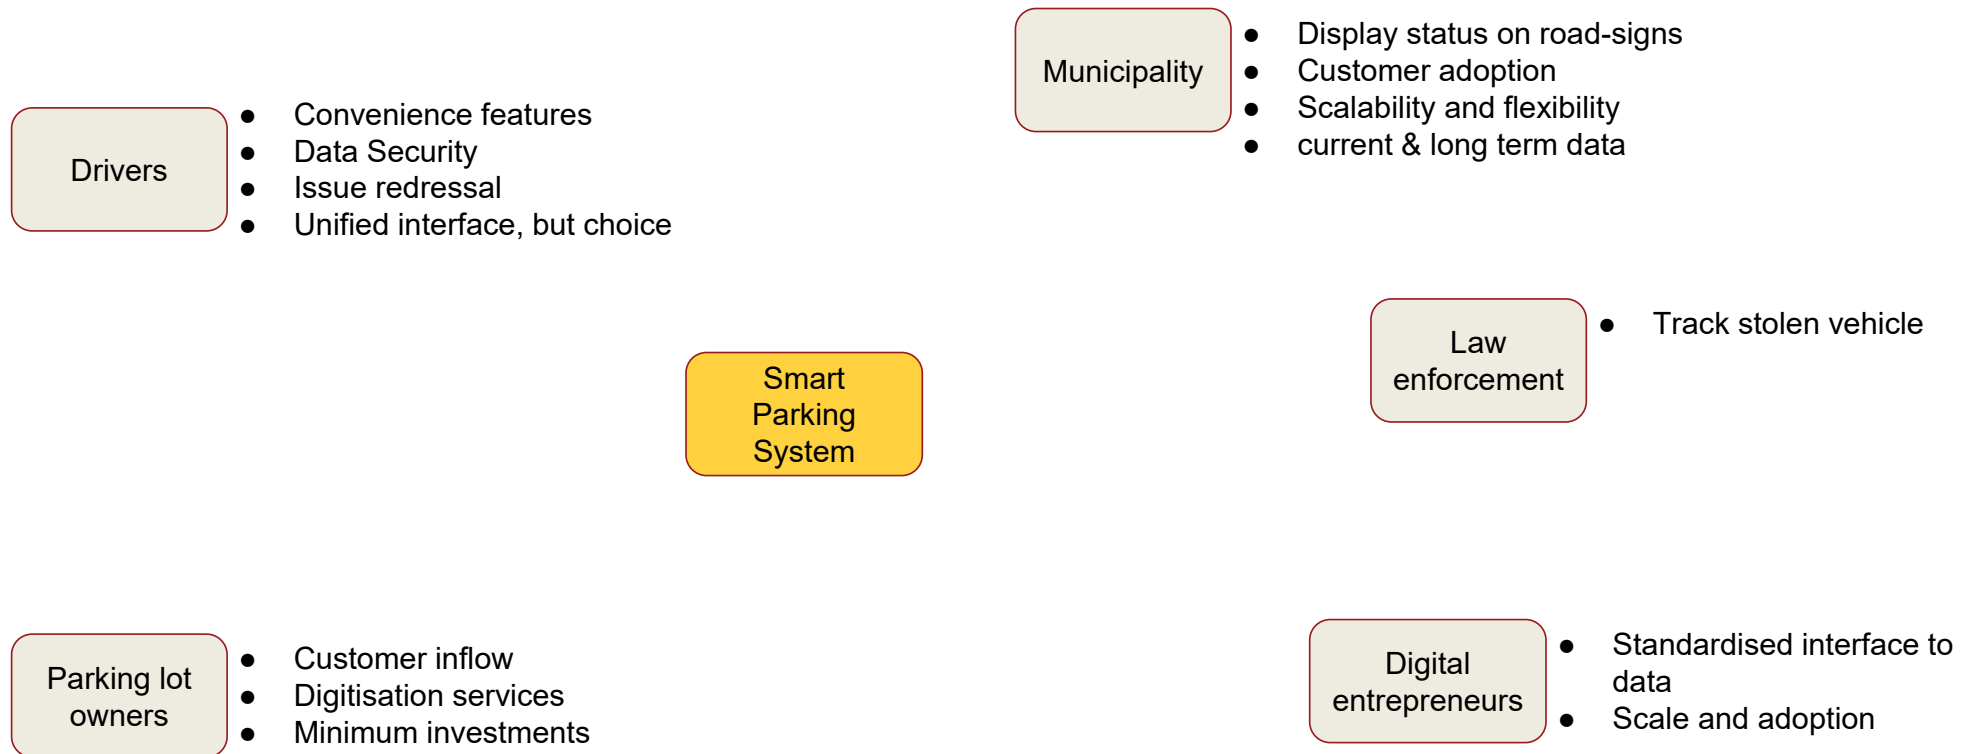 Municipality
● Display status on road-signs
● Customer adoption
● Scalability and flexibility
● current & long term data
Drivers
● Convenience features
● Data Security
● Issue redressal
● Unified interface, but choice
Law
enforcement
● Track stolen vehicle
Smart
Parking
System
Parking lot
owners
● Customer inflow
● Digitisation services
● Minimum investments
Digital
entrepreneurs
● Standardised interface to
data
● Scale and adoption